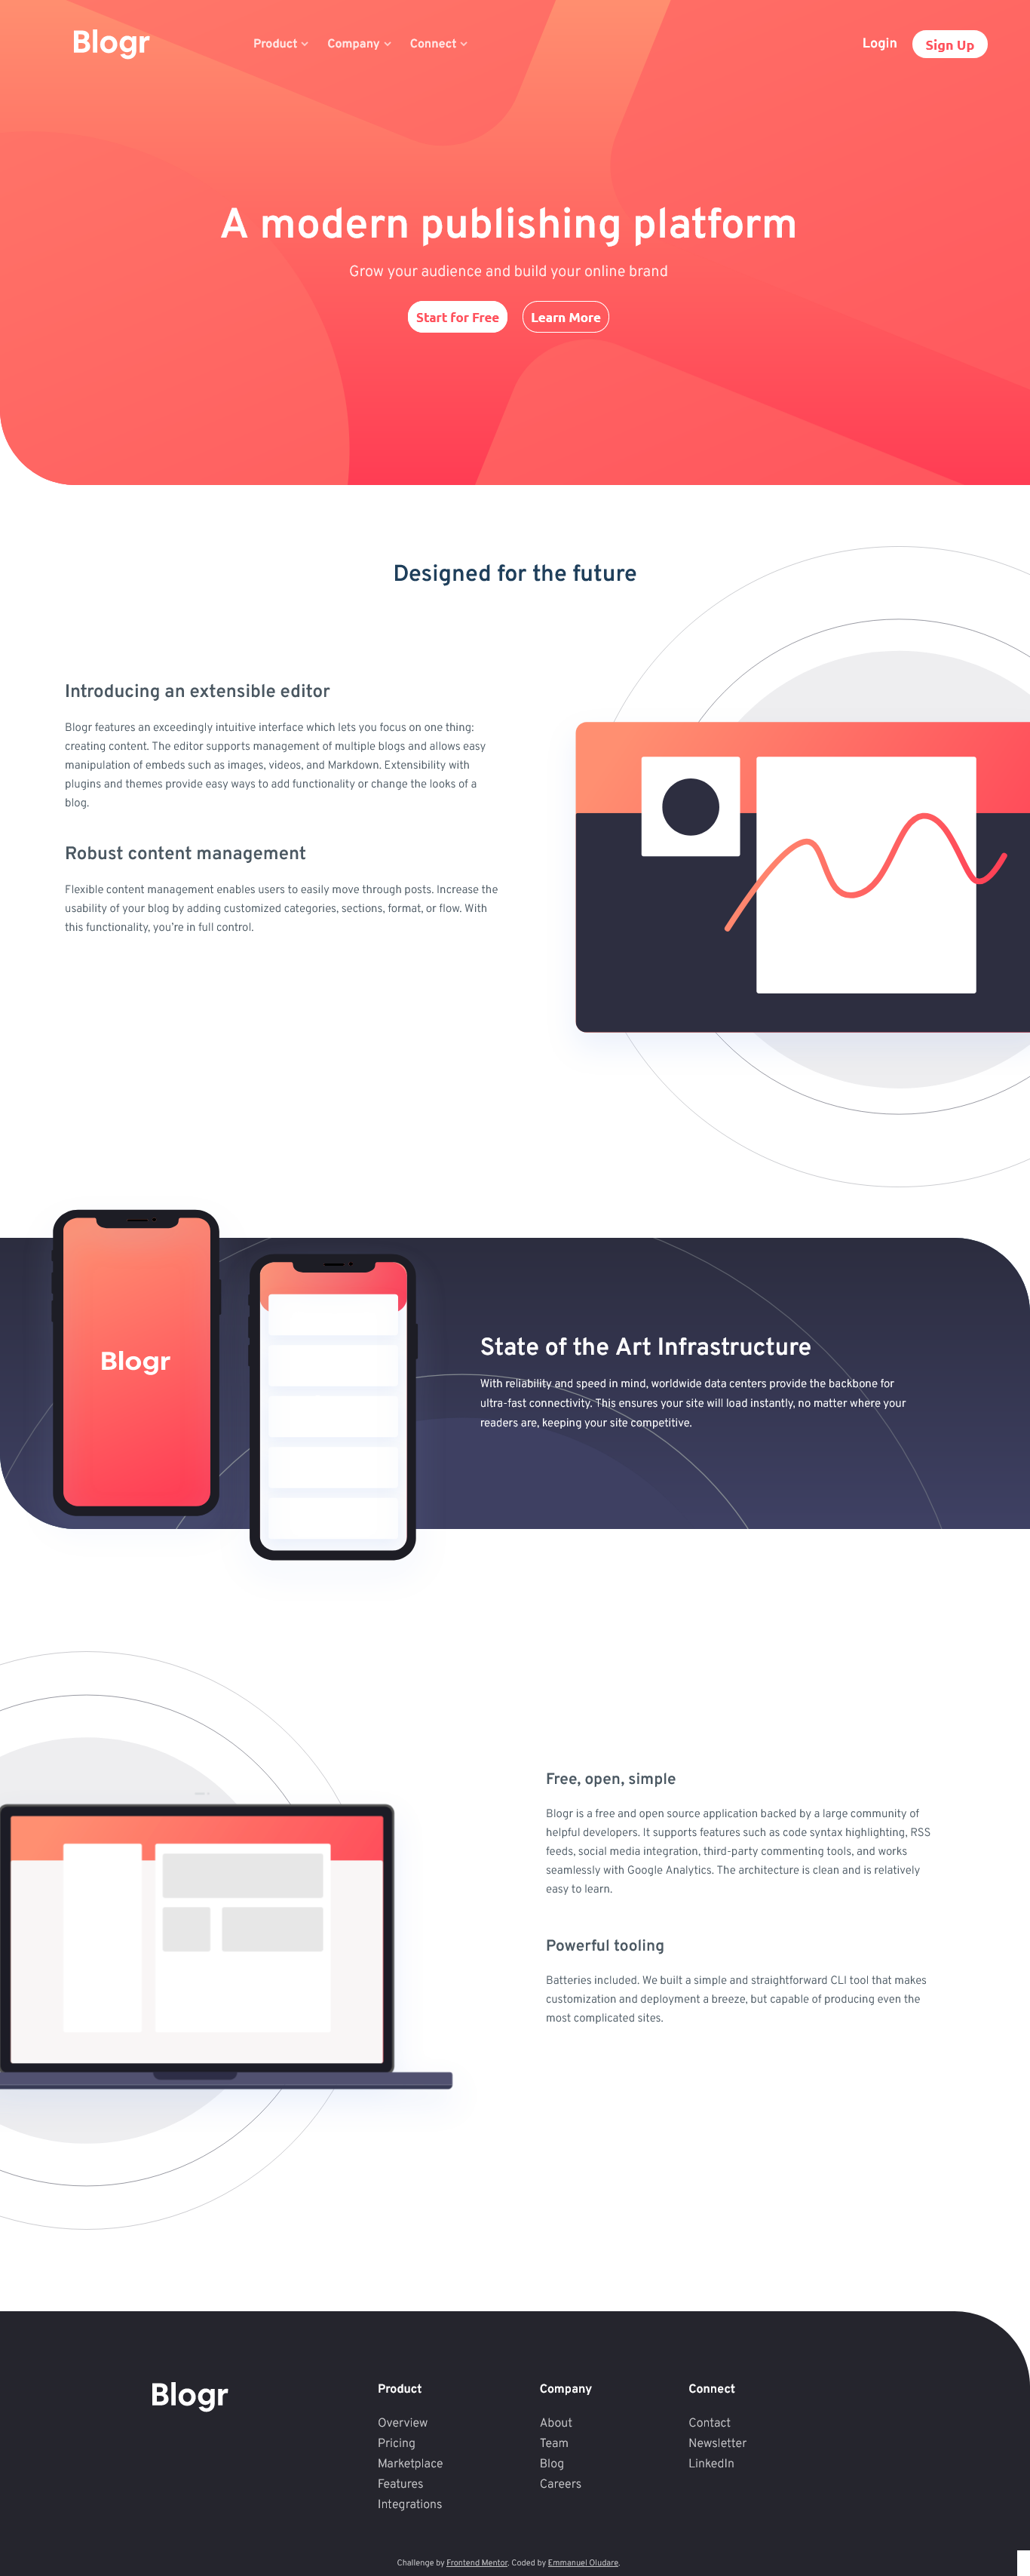 Blogr
Product
Company
Connect
Login
Sign Up
A modern publishing platform
Grow your audience and build your online brand
Start for Free
Learn More
Designed for the future
Introducing an extensible editor
Blogr features an exceedingly intuitive interface which lets you focus on one thing:
creating content. The editor supports management of multiple blogs and allows easy
manipulation of embeds such as images, videos, and Markdown. Extensibility with
plugins and themes provide easy ways to add functionality or change the looks of a
blog.
Robust content management
Flexible content management enables users to easily move through posts. Increase the
usability of your blog by adding customized categories, sections, format, or flow. With
this functionality, you’re in full control.
Blogr
State of the Art Infrastructure
With reliability and speed in mind, worldwide data centers provide the backbone for
ultra-fast connectivity. This ensures your site will load instantly, no matter where your
readers are, keeping your site competitive.
Free, open, simple
Blogr is a free and open source application backed by a large community of
helpful developers. It supports features such as code syntax highlighting, RSS
feeds, social media integration, third-party commenting tools, and works
seamlessly with Google Analytics. The architecture is clean and is relatively
easy to learn.
Powerful tooling
Batteries included. We built a simple and straightforward CLI tool that makes
customization and deployment a breeze, but capable of producing even the
most complicated sites.
Blogr
Product
Overview
Pricing
Marketplace
Features
Integrations
Company
About
Team
Blog
Careers
Connect
Contact
Newsletter
LinkedIn
Challenge by Frontend Mentor. Coded by Emmanuel Oludare.